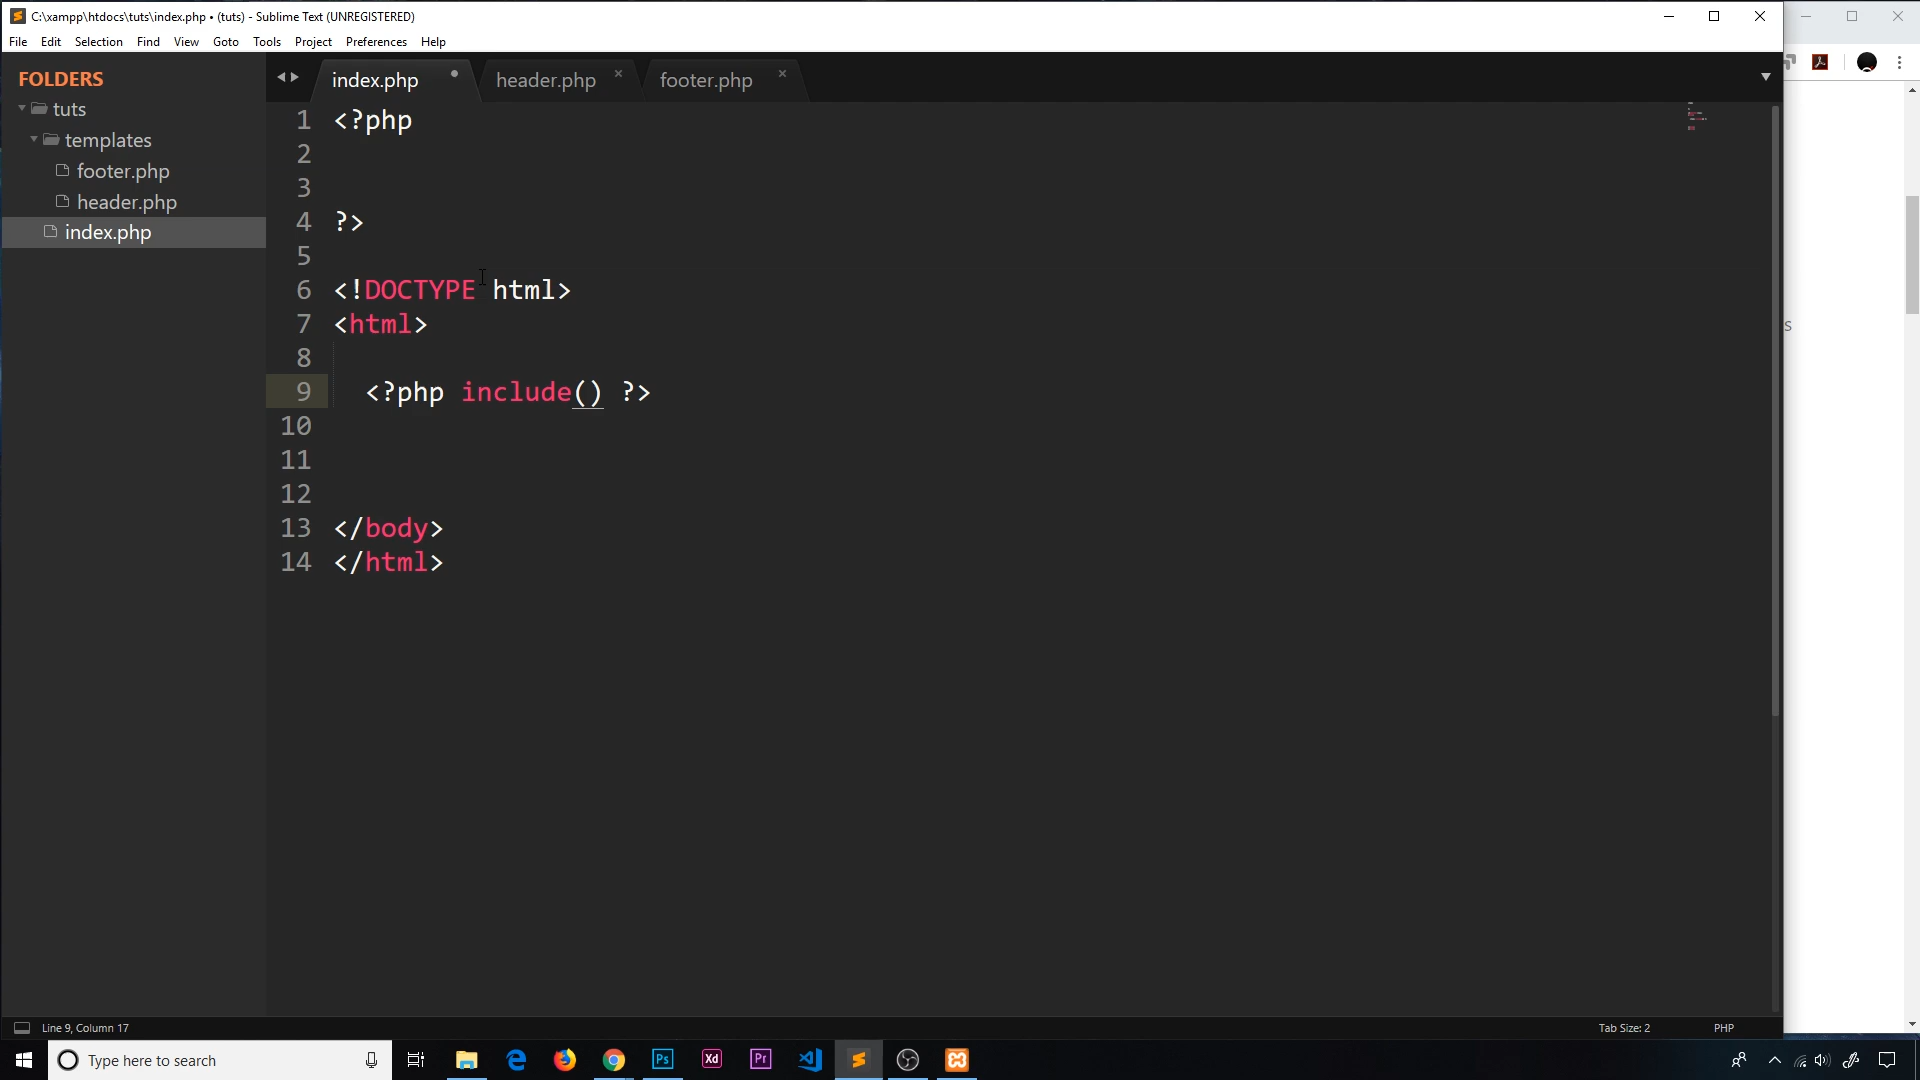 C:\xampp\htdocs\tuts\index.php • (tuts) - Sublime Text (UNREGISTERED)
File Edit Selection Find View Goto Tools Project Preferences Help
FOLDERS
tuts
templates
footer.php
header.php
index.php
index.php header.php footer.php
1 <?php
2
3
4 ?>
5
6 <!DOCTYPE html>
7 <html>
8
9 <?php include() ?>
10
11
12
13 </body>
14 </html>
s
Line 9, Column 17
Tab Size: 2
PHP
Type here to search
Ps
Xd
Pr